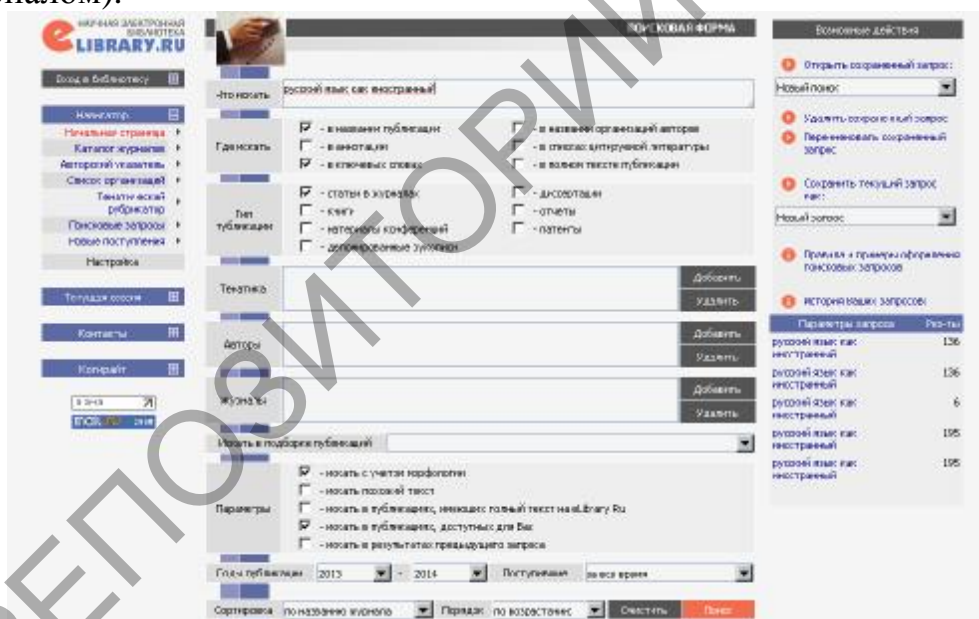 налом).
НАУЧНАЯ ЭЛЕКТРОННАЯ
БИБЛИОТЕКА
eLIBRARY.RU
Вход в библиотеку
Навигатор
Начальная страница
Каталог журналов
Авторский указатель
Список организаций
Тематический
рубрикатор
Поисковые запросы
Новые поступления
Настройка
Текущая сессия
Контакты
Копирайт
ПОИСКОВАЯ ФОРМА
Что искать
русский язык как иностранный
Где искать
- в названии публикации
- в аннотации
- в ключевых словах
- в названии организаций авторов
- в списках цитируемой литературы
- в полном тексте публикации
Тип
публикации
- статьи в журналах
- книги
- материалы конференций
- депонированные рукописи
- диссертации
- отчеты
- патенты
Тематика
Добавить
Удалить
Авторы
Добавить
Удалить
Журналы
Добавить
Удалить
Искать в подборке публикаций
Параметры
- искать с учетом морфологии
- искать похожий текст
- искать в публикациях, имеющих полный текст на eLibrary.Ru
- искать в публикациях, доступных для Вас
- искать в результатах предыдущего запроса
Годы публикации 2013 - 2014 Поступившие за все время
Сортировка по названию журнала Порядок по возрастанию Очистить Поиск
Возможные действия
Открыть сохраненный запрос:
Новый поиск
Удалить сохраненный запрос
Переименовать сохраненный
запрос
Сохранить текущий запрос
как:
Новый запрос
Правила и примеры оформления
поисковых запросов
История Ваших запросов:
Параметры запроса Рез-ты
русский язык как 136
иностранный
русский язык как 136
иностранный
русский язык как 6
иностранный
русский язык как 195
иностранный
русский язык как 195
иностранный
РЕПОЗИТОРИЙ